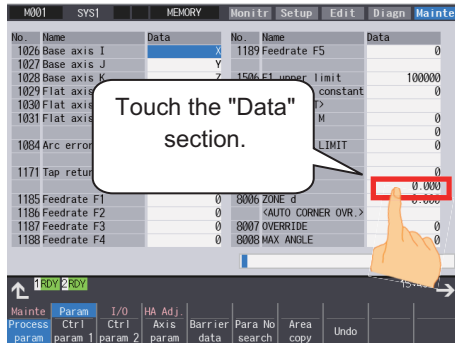 M001 SYS1 MEMORY Monitr Setup Edit Diagn Mainte
No. Name Data No. Name Data
1026 Base axis I X 1189 Feedrate F5 0
1027 Base axis J Y
1028 Base axis K Z 1506 F1 upper limit 100000
1029 Flat axis constant 0
1030 Flat axis
1031 Flat axis M 0
0
1084 Arc error LIMIT 0
1171 Tap retur 0
0.000
1185 Feedrate F1 0 8006 ZONE d 0.000
1186 Feedrate F2 0 <AUTO CORNER OVR.>
1187 Feedrate F3 0 8007 OVERRIDE 0
1188 Feedrate F4 0 8008 MAX ANGLE 0
Touch the "Data"
section.
1 RDY 2 RDY
Mainte Param I/O HA Adj.
Process param Ctrl param 1 Ctrl param 2 Axis param Barrier data Para No search Area copy Undo